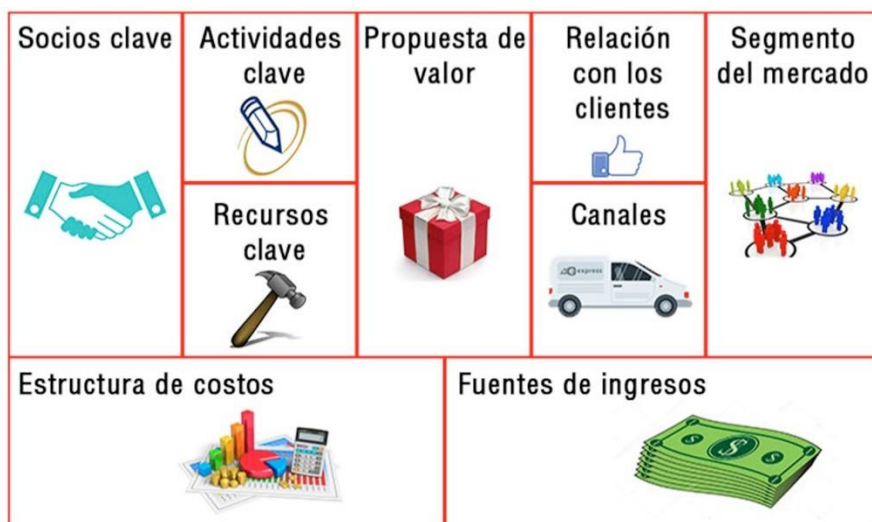 Socios clave
Actividades
clave
Propuesta de
valor
Relación
con los
clientes
Segmento
del mercado
Recursos
clave
Canales
express
Estructura de costos
Fuentes de ingresos